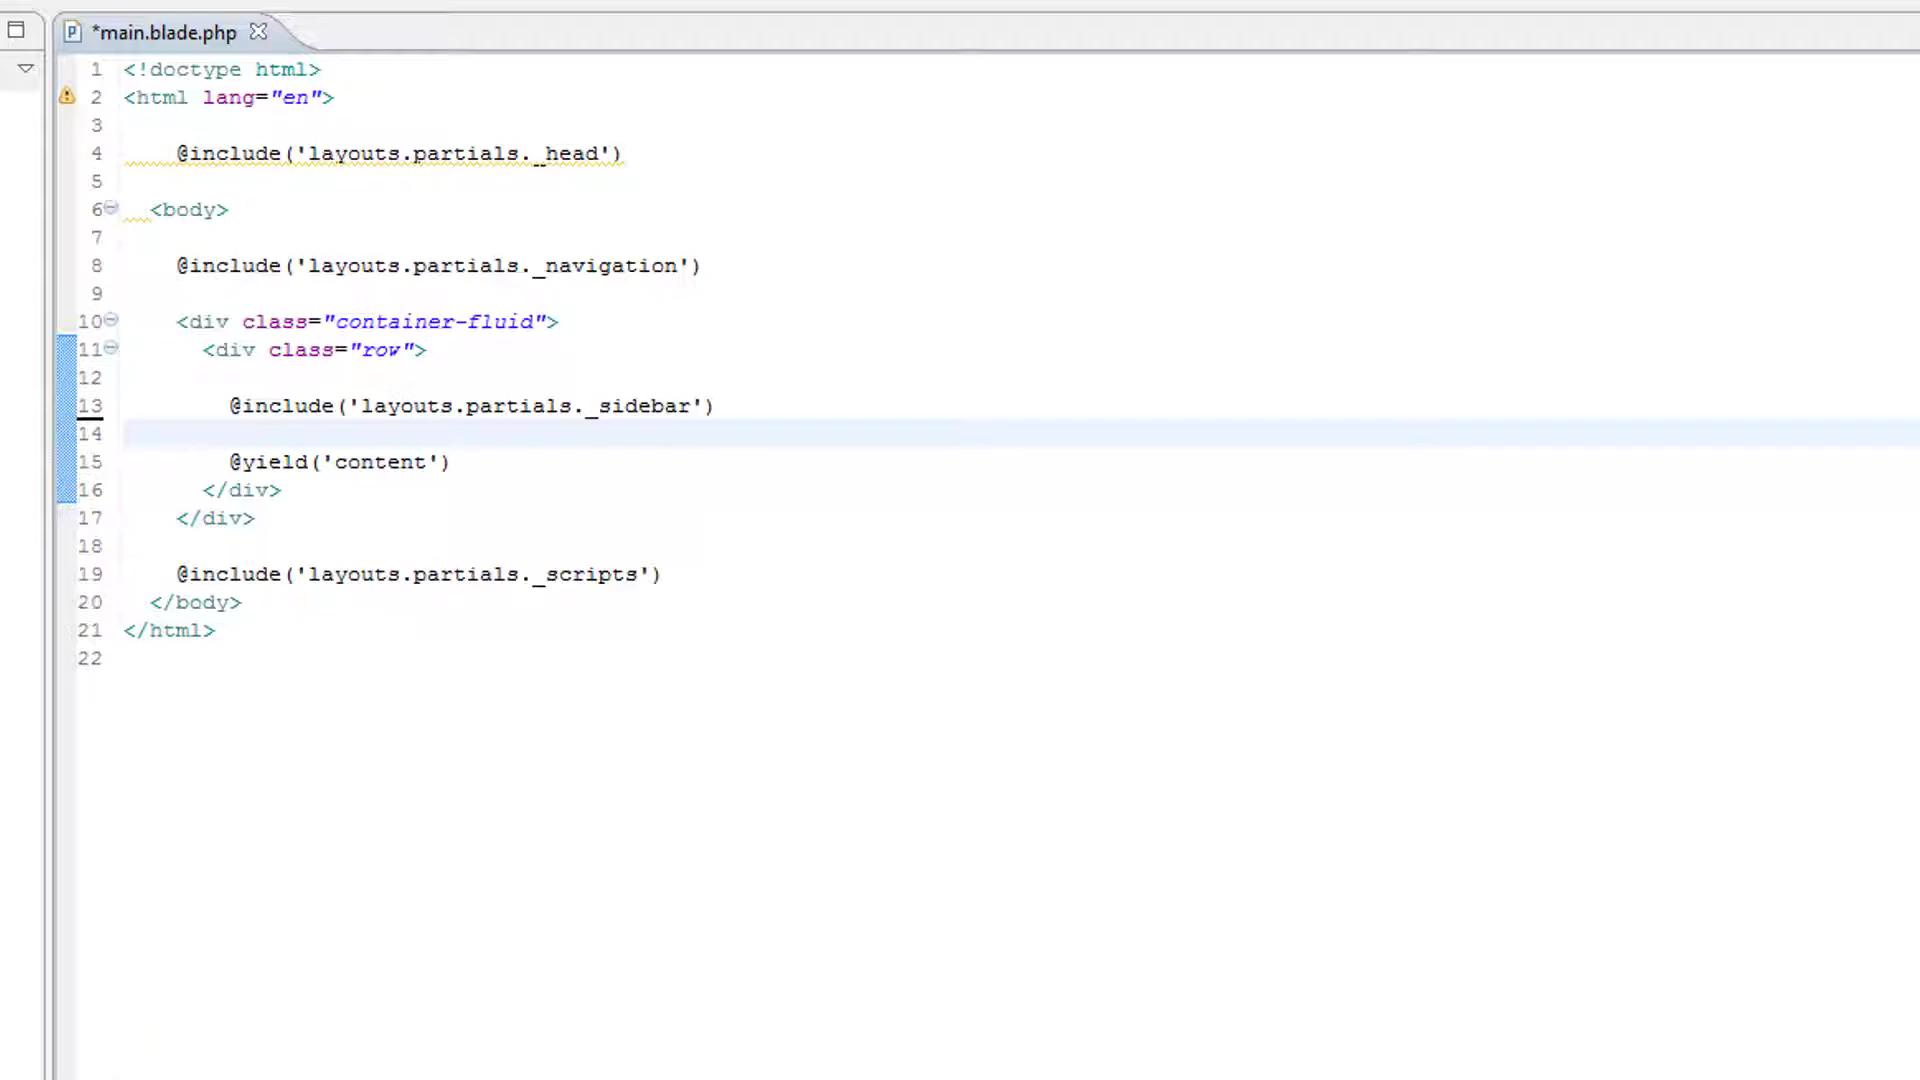 *main.blade.php
1 <!doctype html>
2 <html lang="en">
3
4 @include('layouts.partials._head')
5
6 <body>
7
8 @include('layouts.partials._navigation')
9
10 <div class="container-fluid">
11 <div class="row">
12
13 @include('layouts.partials._sidebar')
14
15 @yield('content')
16 </div>
17 </div>
18
19 @include('layouts.partials._scripts')
20 </body>
21 </html>
22